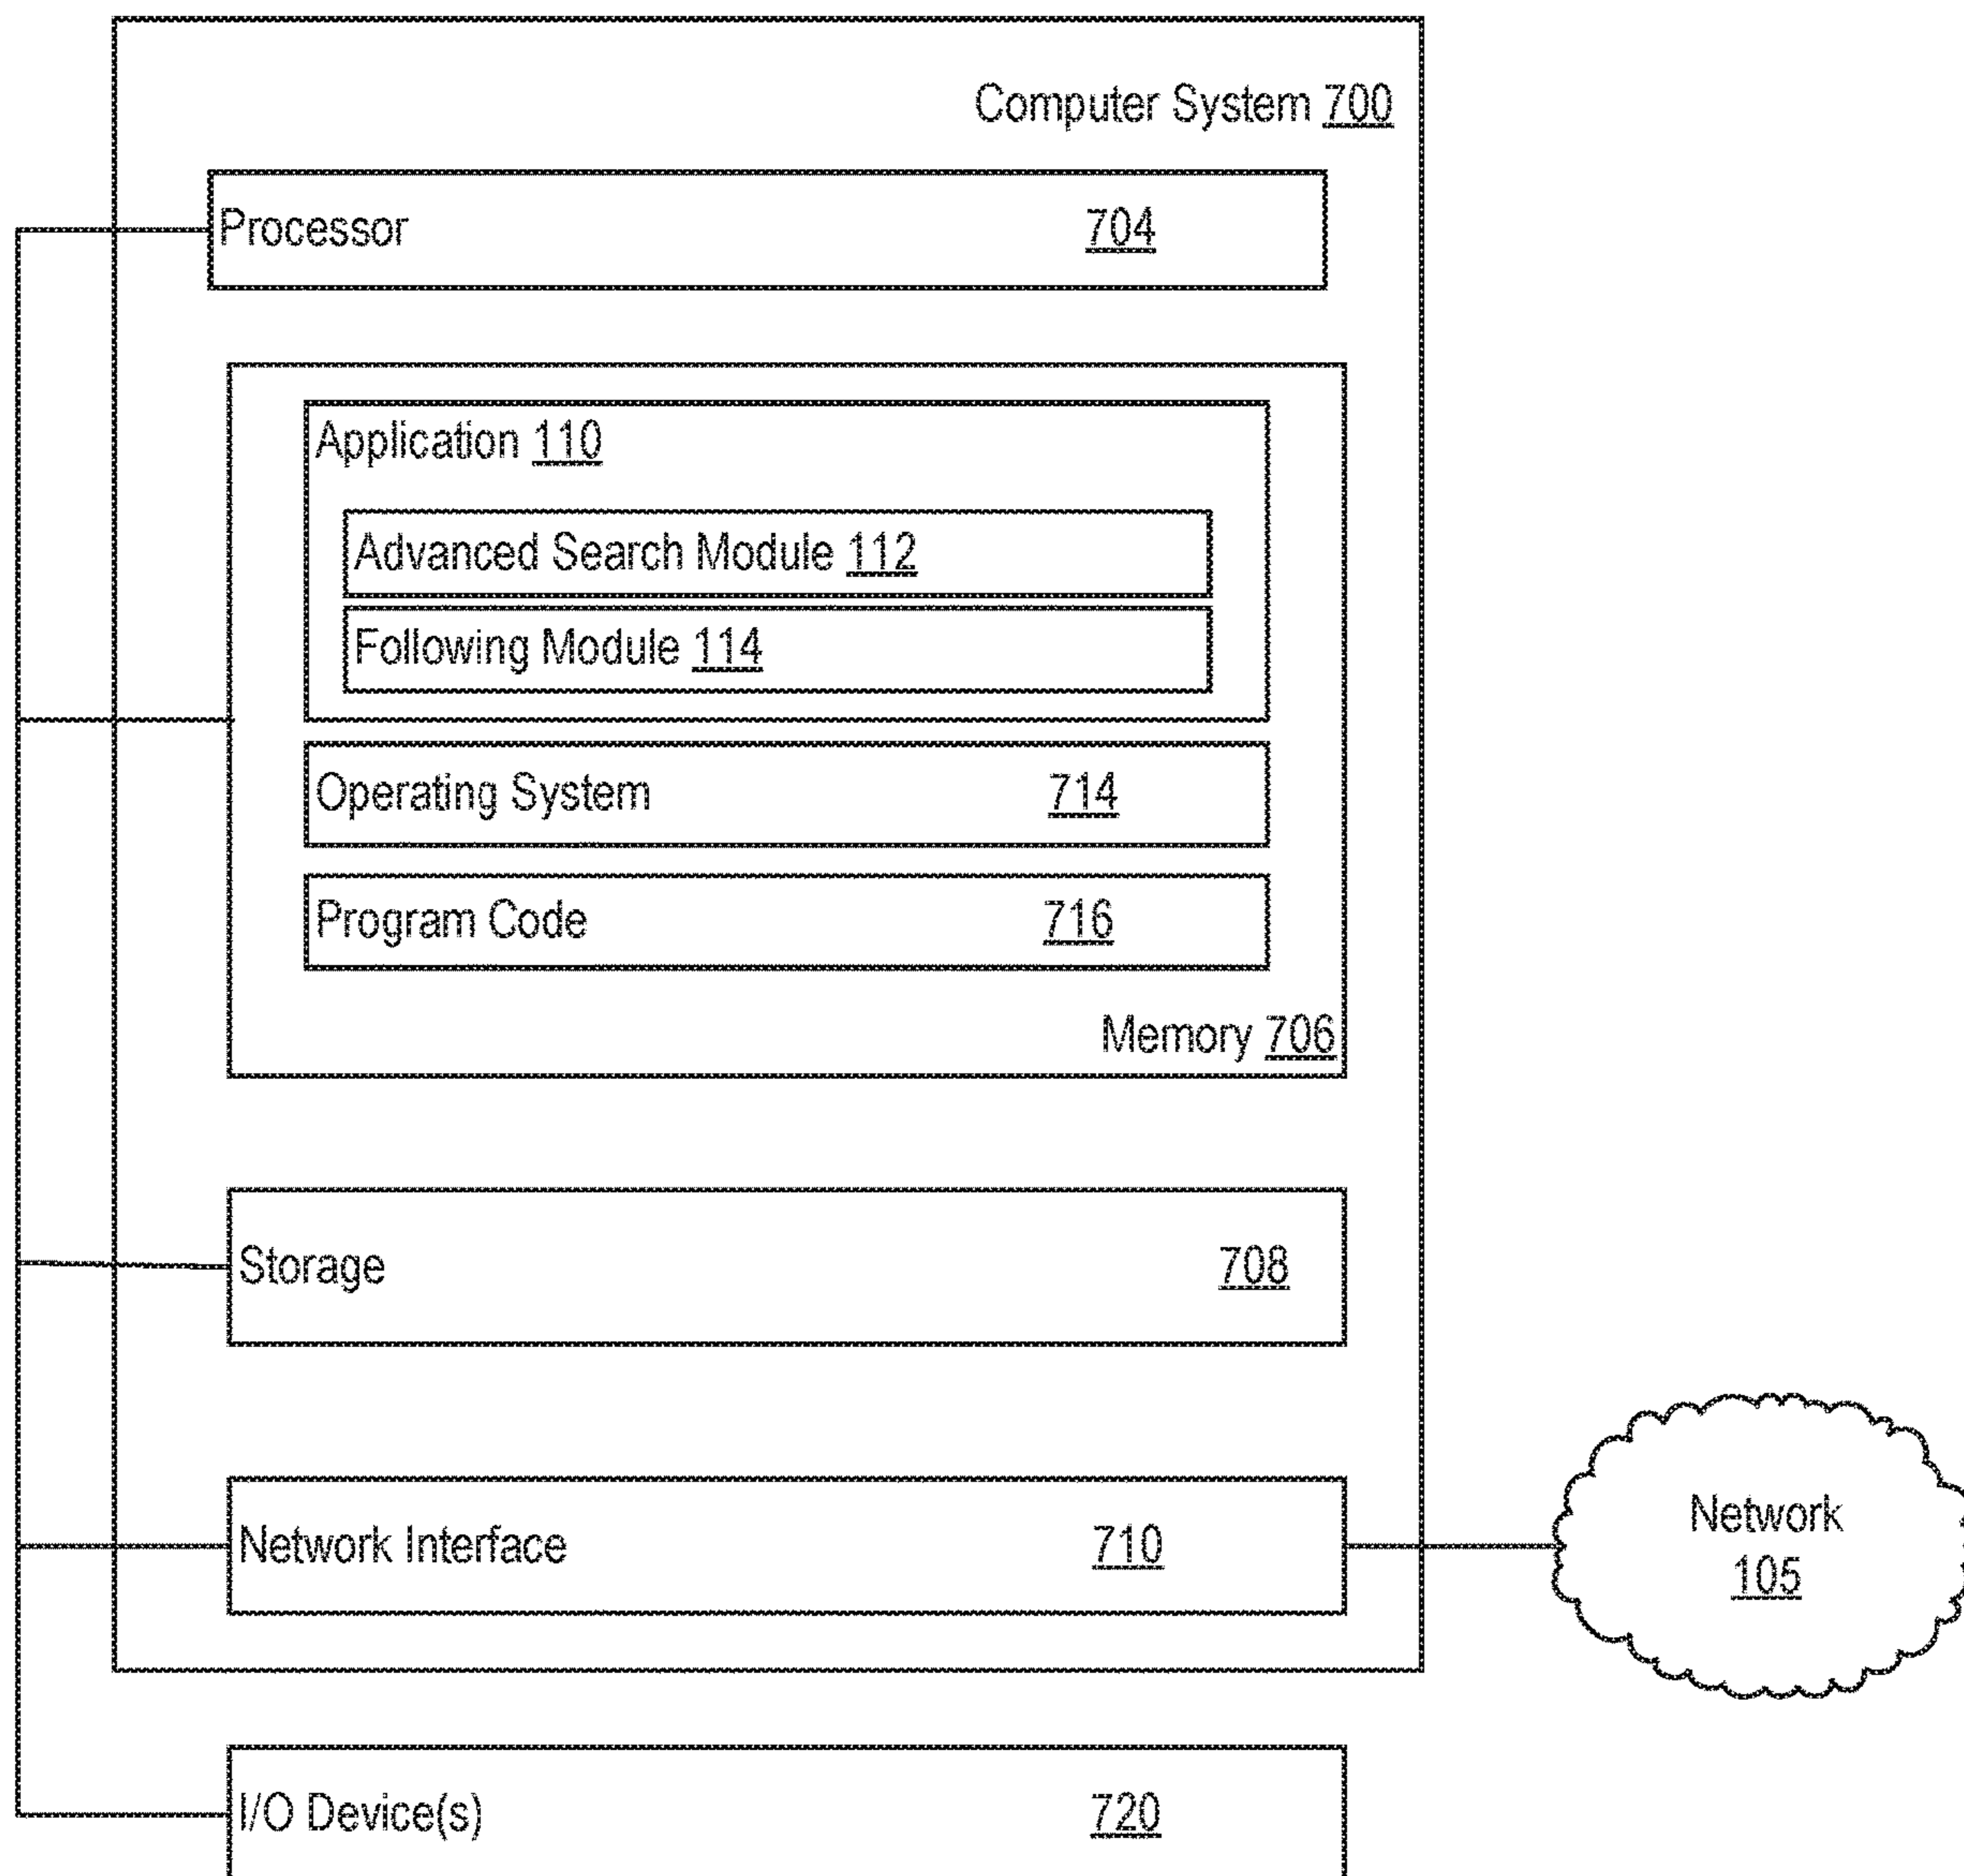 Computer System 700
Processor 704
Application 110
Advanced Search Module 112
Following Module 114
Operating System 714
Program Code 716
Memory 706
Storage 708
Network Interface 710
Network
105
I/O Device(s) 720